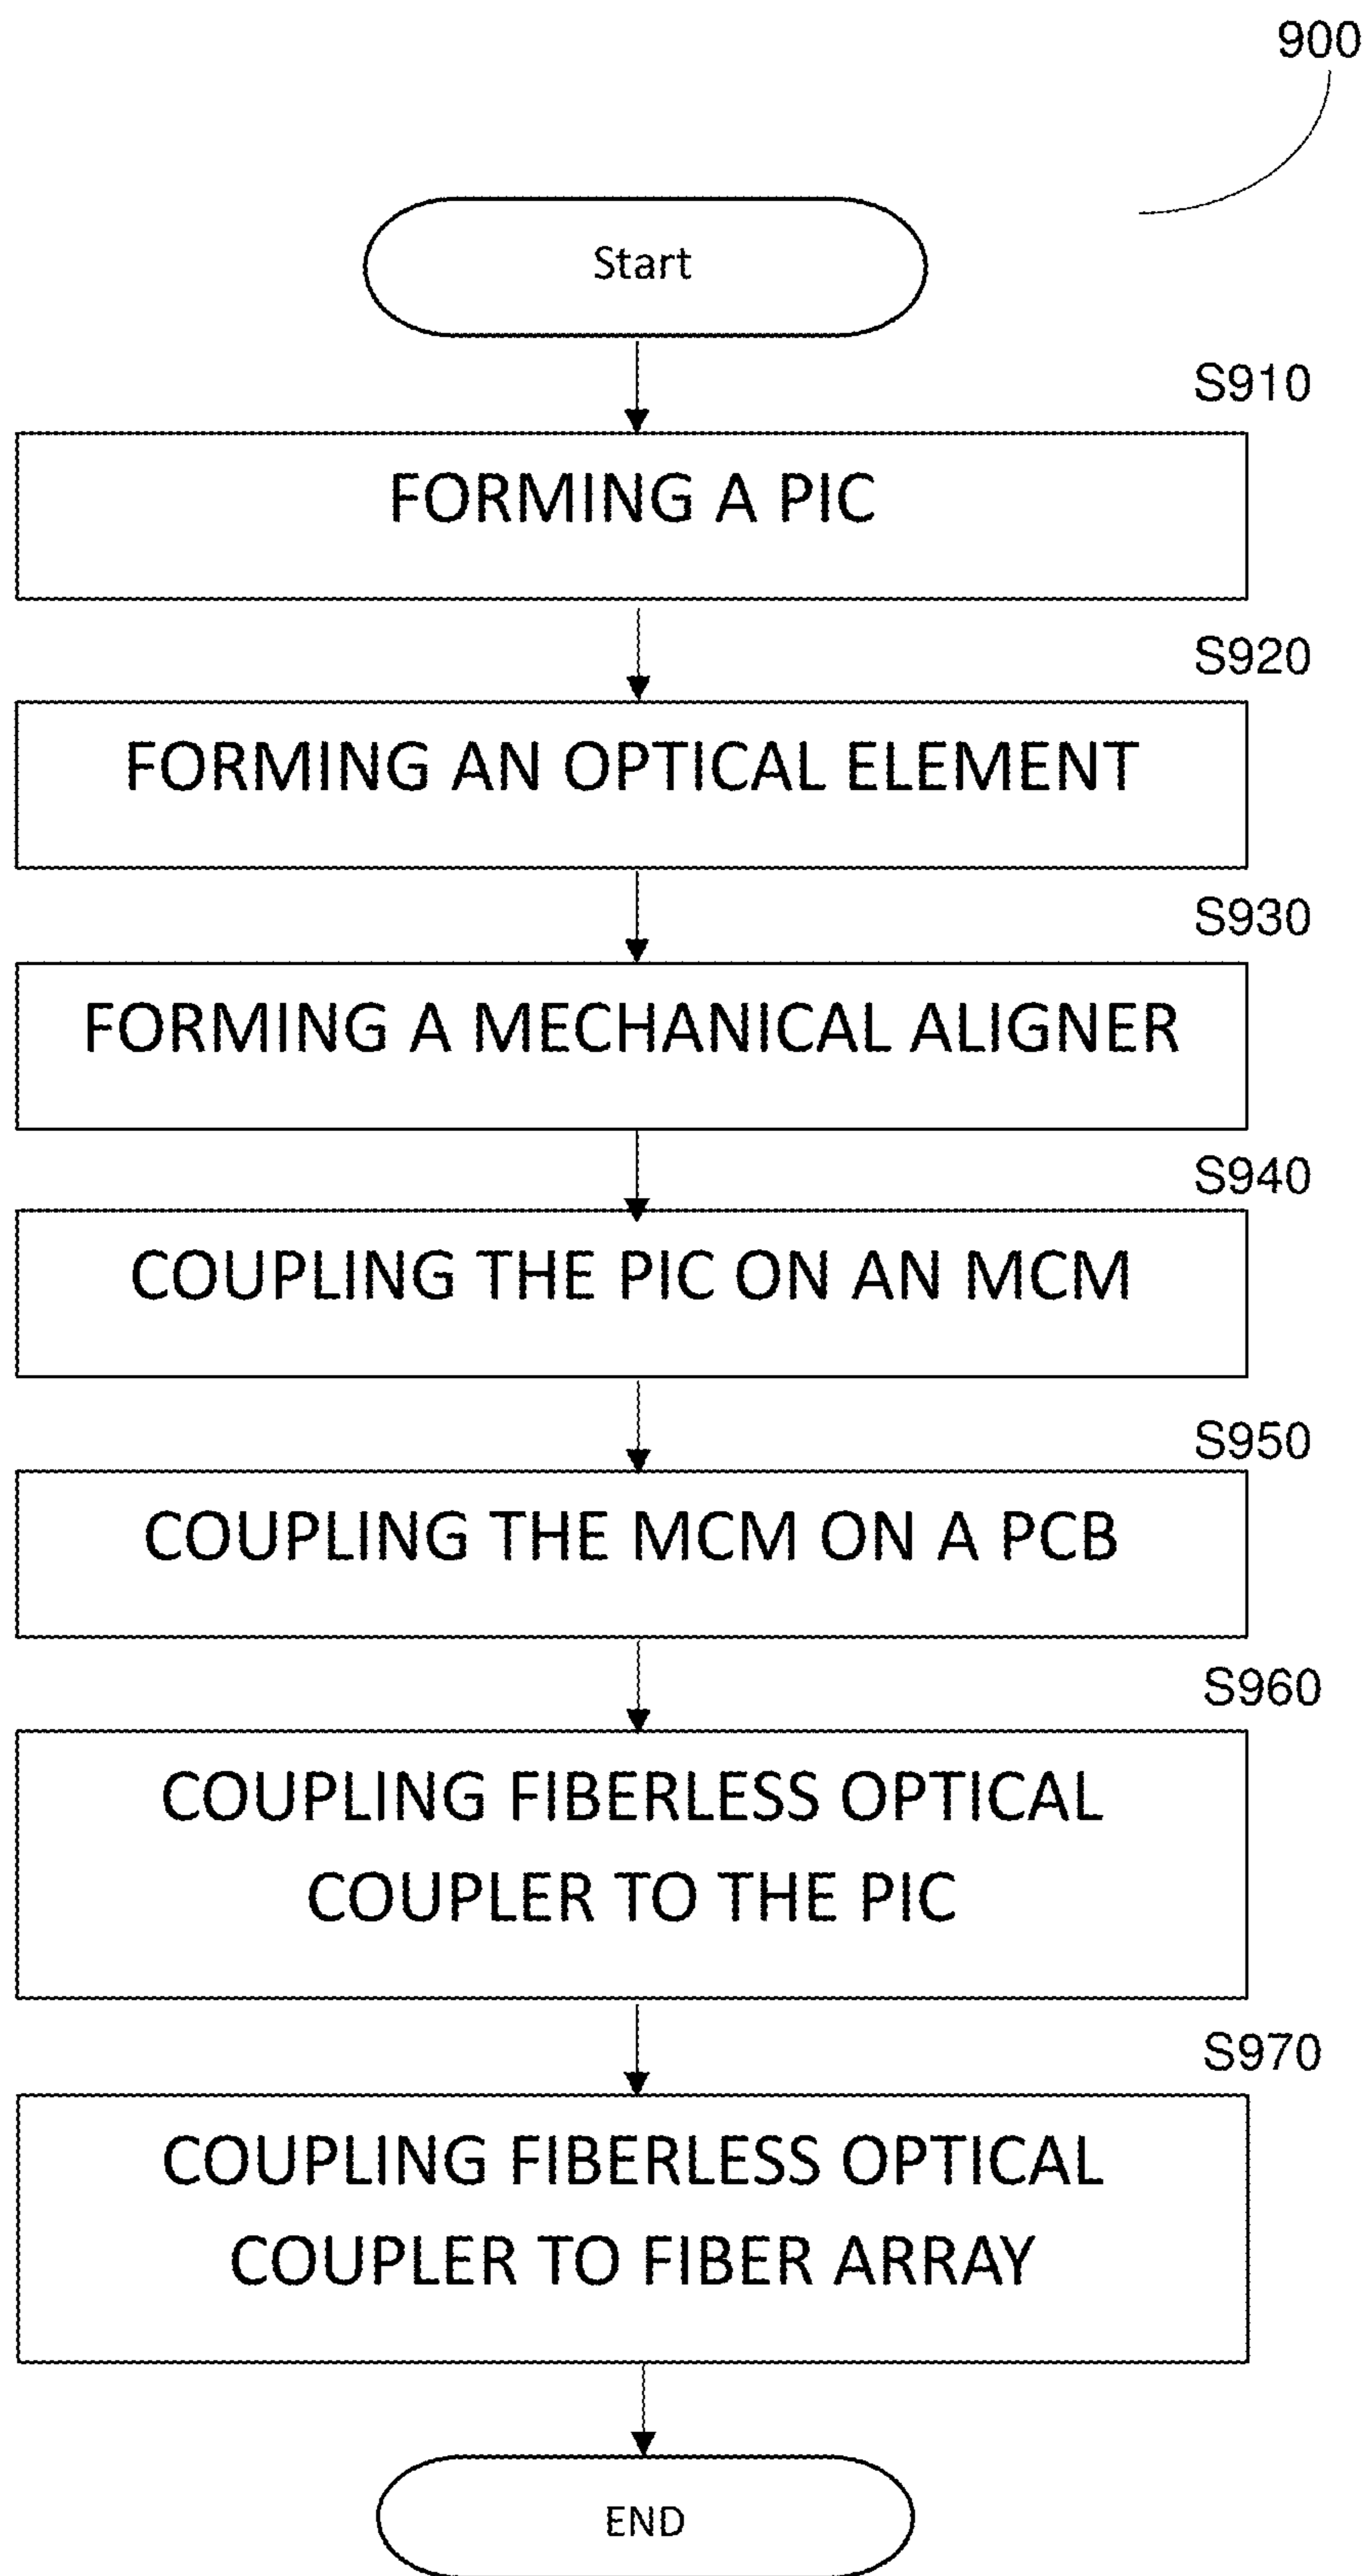 900
Start
S910
FORMING A PIC
S920
FORMING AN OPTICAL ELEMENT
S930
FORMING A MECHANICAL ALIGNER
S940
COUPLING THE PIC ON AN MCM
S950
COUPLING THE MCM ON A PCB
S960
COUPLING FIBERLESS OPTICAL
COUPLER TO THE PIC
S970
COUPLING FIBERLESS OPTICAL
COUPLER TO FIBER ARRAY
END